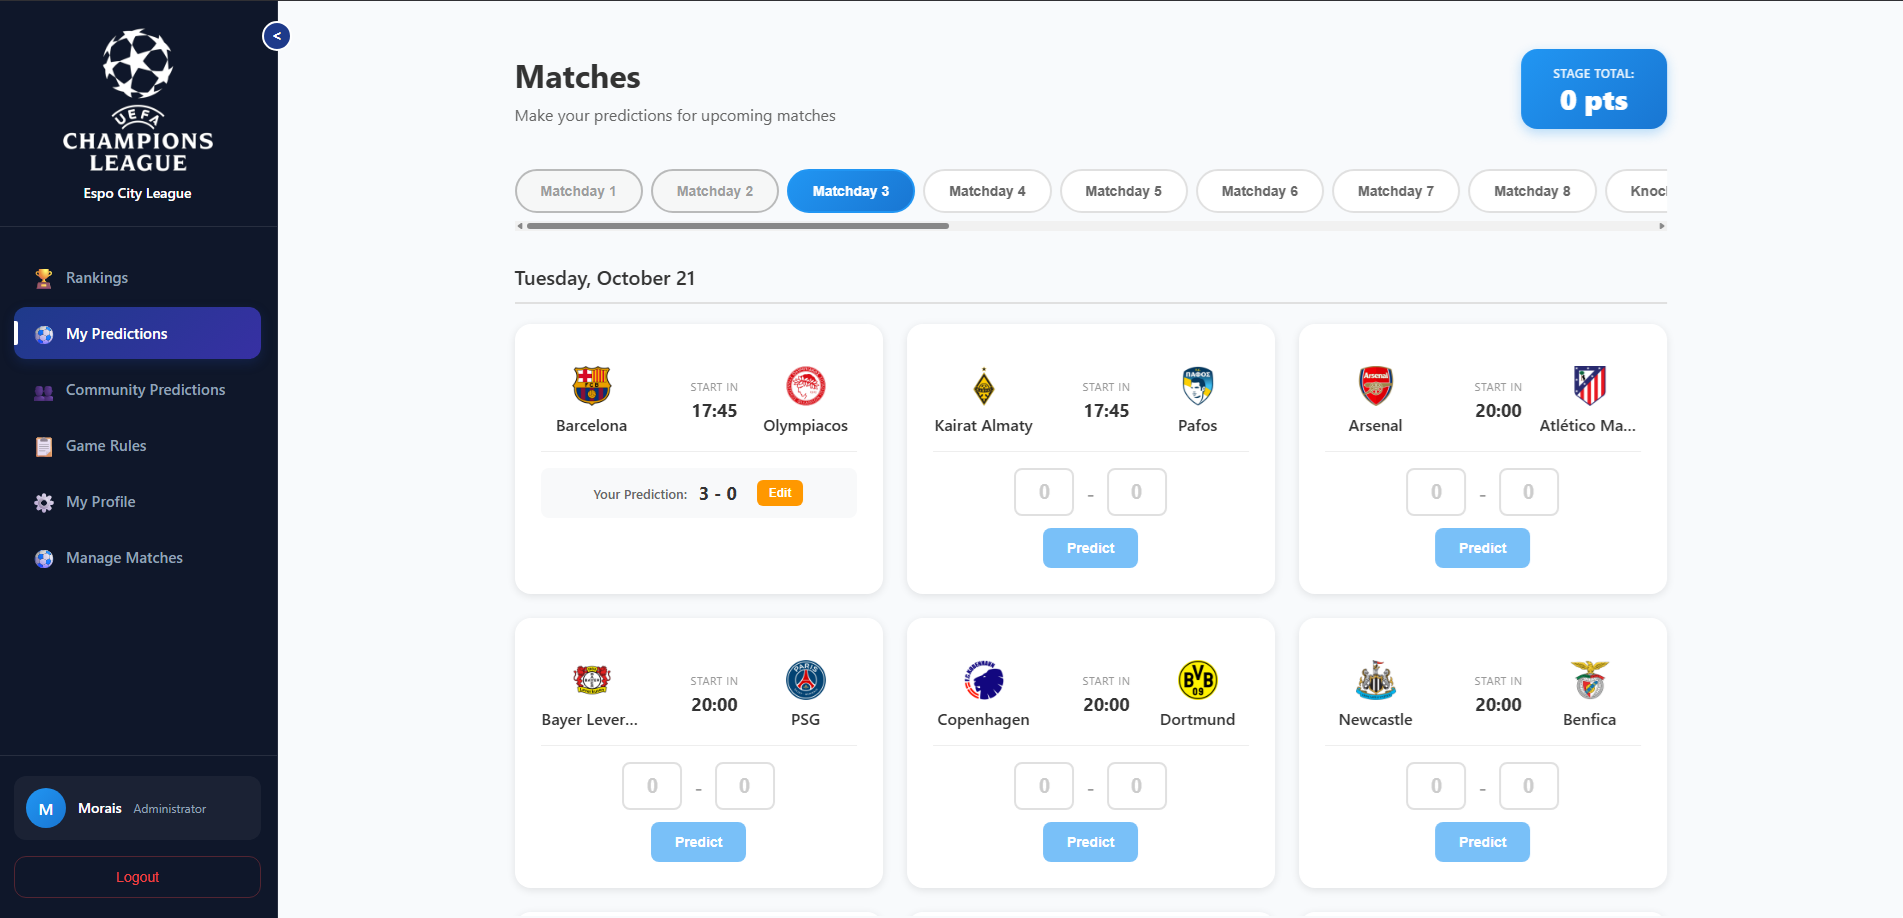 UEFA
CHAMPIONS
LEAGUE
Espo City League
Rankings
My Predictions
Community Predictions
Game Rules
My Profile
Manage Matches
M Morais Administrator
Logout
<
Matches
Make your predictions for upcoming matches
STAGE TOTAL:
0 pts
Matchday 1 Matchday 2 Matchday 3 Matchday 4 Matchday 5 Matchday 6 Matchday 7 Matchday 8 Knoc
Tuesday, October 21
START IN
17:45
Barcelona Olympiacos
Your Prediction: 3 - 0 Edit
ΠΑΦΟΣ
START IN
17:45
Kairat Almaty Pafos
0 - 0
Predict
Arsenal
START IN
20:00
Arsenal Atlético Ma...
0 - 0
Predict
PARIS
START IN
20:00
Bayer Lever... PSG
0 - 0
Predict
BVB
09
START IN
20:00
Copenhagen Dortmund
0 - 0
Predict
START IN
20:00
Newcastle Benfica
0 - 0
Predict